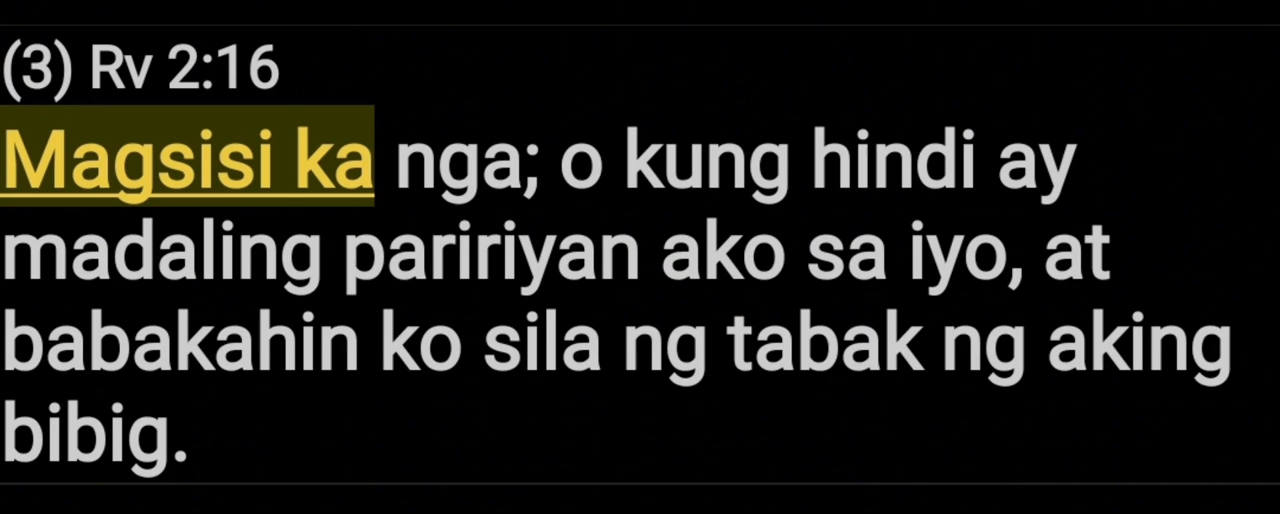 (3) Rv 2:16
Magsisi ka nga; o kung hindi ay
madaling paririyan ako sa iyo, at
babakahin ko sila ng tabak ng aking
bibig.